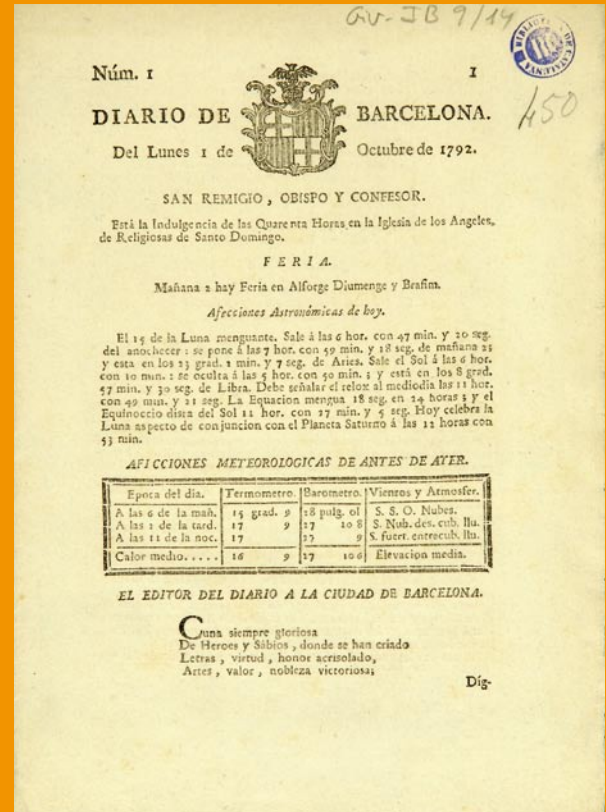 GV-JB 9/14
BIBLIOTECA DE CATALUNYA
Núm. 1 1
450
DIARIO DE BARCELONA.
Del Lunes 1 de Octubre de 1792.
SAN REMIGIO, OBISPO Y CONFESOR.
Està la Indulgencia de las Quarenta Horas en la Iglesia de los Angeles,
de Religiosas de Santo Domingo.
FERIA.
Mañana 2 hay Feria en Alforge Diumenge y Brafim.
Afecciones Astronómicas de hoy.
El 15 de la Luna menguante. Sale á las 6 hor. con 47 min. y 20 seg.
del anochecer: se pone á las 7 hor. con 59 min. y 18 seg. de mañana 2;
y esta en los 23 grad. 2 min. y 7 seg. de Aries. Sale el Sol á las 6 hor.
con 10 min.: se oculta á las 5 hor. con 50 min.; y está en los 8 grad.
57 min. y 30 seg. de Libra. Debe señalar el relox al mediodia las 11 hor.
con 49 min. y 21 seg. La Equacion mengua 18 seg. en 24 horas; y el
Equinoccio dista del Sol 11 hor. con 27 min. y 5 seg. Hoy celebra la
Luna aspecto de conjuncion con el Planeta Saturno á las 12 horas con
53 min.
AFICCIONES METEOROLOGICAS DE ANTES DE AYER.
Epoca del dia. Termometro. Barometro. Vientos y Atmosfer.
A las 6 de la mañ. 15 grad. 9 28 pulg. 01 S. S. O. Nubes.
A las 2 de la tard. 17 9 27 10 8 S. Nub. des. cub. llu.
A las 11 de la noc. 17 27 9 S. fuert. entrecub. llu.
Calor medio..... 16 9 27 10 6 Elevacion media.
EL EDITOR DEL DIARIO A LA CIUDAD DE BARCELONA.
Cuna siempre gloriosa
De Heroes y Sábios, donde se han criado
Letras, virtud, honor acrisolado,
Artes, valor, nobleza victoriosa;
Díg-